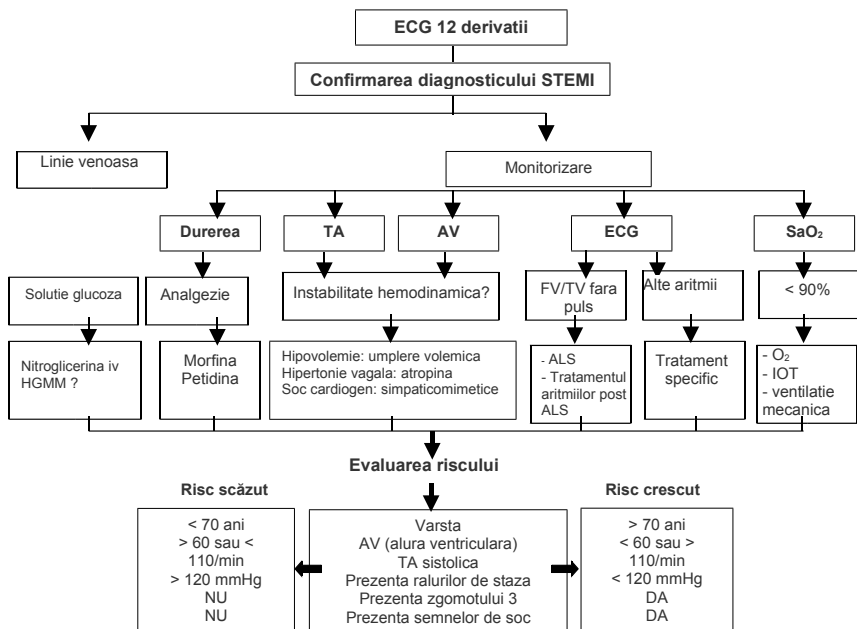 ECG 12 derivatii
Confirmarea diagnosticului STEMI
Linie venoasa
Monitorizare
Durerea
TA
AV
ECG
SaO₂
Solutie glucoza
Analgezie
Instabilitate hemodinamica?
FV/TV fara
puls
Alte aritmii
< 90%
Nitroglicerina iv
HGMM ?
Morfina
Petidina
Hipovolemie: umplere volemica
Hipertonie vagala: atropina
Soc cardiogen: simpaticomimetice
- ALS
- Tratamentul
aritmiilor post
ALS
Tratament
specific
- O₂
- IOT
- ventilatie
mecanica
Evaluarea riscului
Risc scăzut
Risc crescut
< 70 ani
> 60 sau <
110/min
> 120 mmHg
NU
NU
Varsta
AV (alura ventriculara)
TA sistolica
Prezenta ralurilor de staza
Prezenta zgomotului 3
Prezenta semnelor de soc
> 70 ani
< 60 sau >
110/min
< 120 mmHg
DA
DA